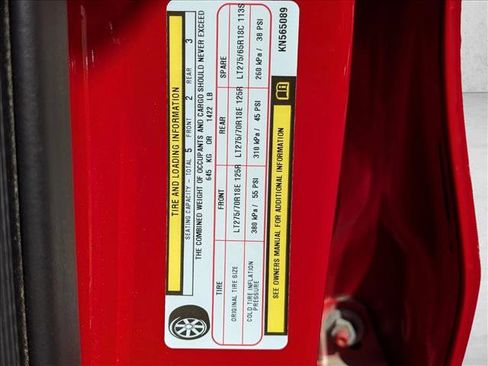 TIRE AND LOADING INFORMATION
SEATING CAPACITY - TOTAL 5 FRONT 2 REAR 3
THE COMBINED WEIGHT OF OCCUPANTS AND CARGO SHOULD NEVER EXCEED
645 KG OR 1422 LB
TIRE FRONT REAR SPARE
ORIGINAL TIRE SIZE LT275/70R18E 125R LT275/70R18E 125R LT275/65R18C 113S
COLD TIRE INFLATION PRESSURE 380 kPa / 55 PSI 310 kPa / 45 PSI 260 kPa / 38 PSI
SEE OWNERS MANUAL FOR ADDITIONAL INFORMATION
KN565089